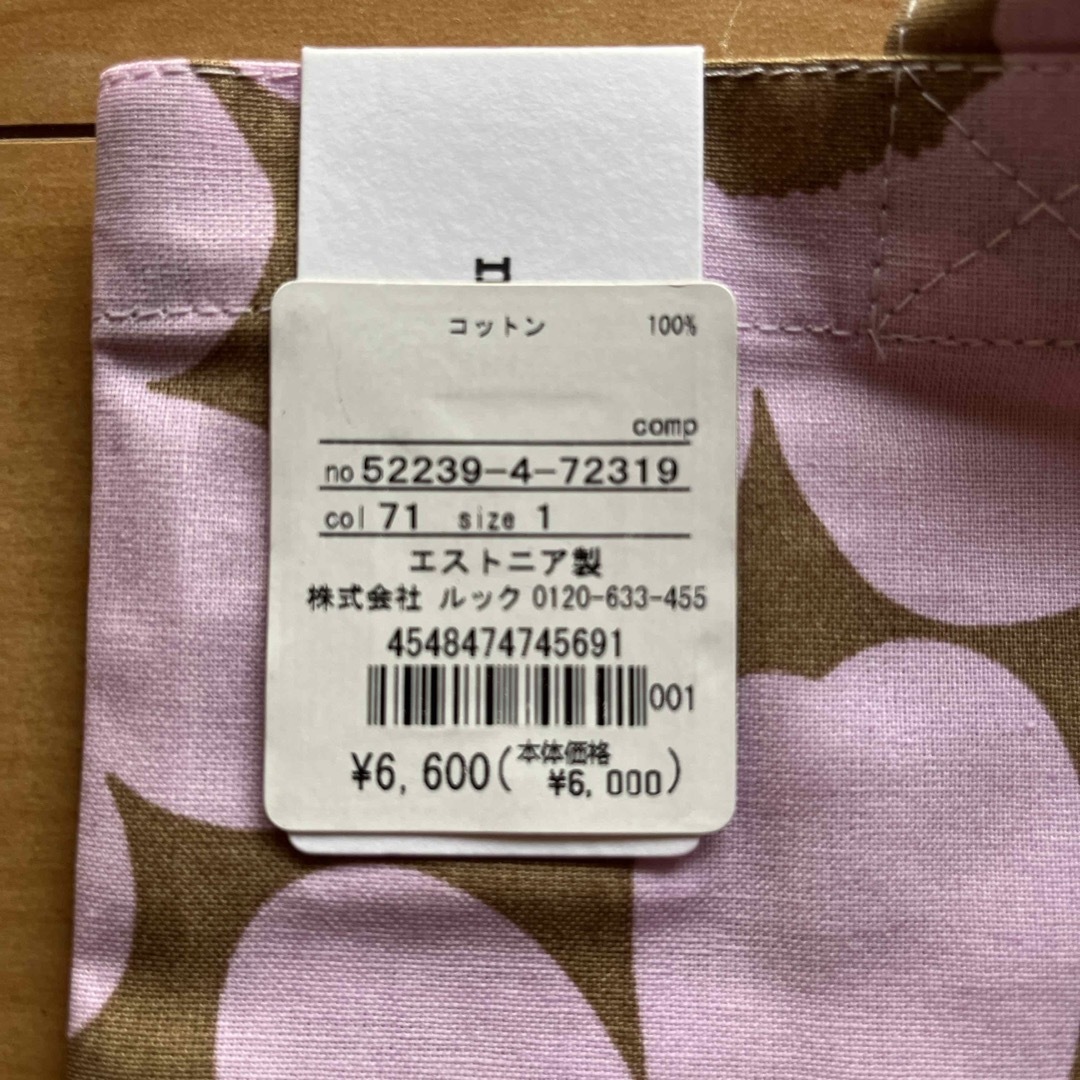 コットン 100%
comp
no 52239-4-72319
col 71 size 1
エストニア製
株式会社 ルック 0120-633-455
4548474745691
001
¥6,600(本体価格 ¥6,000)